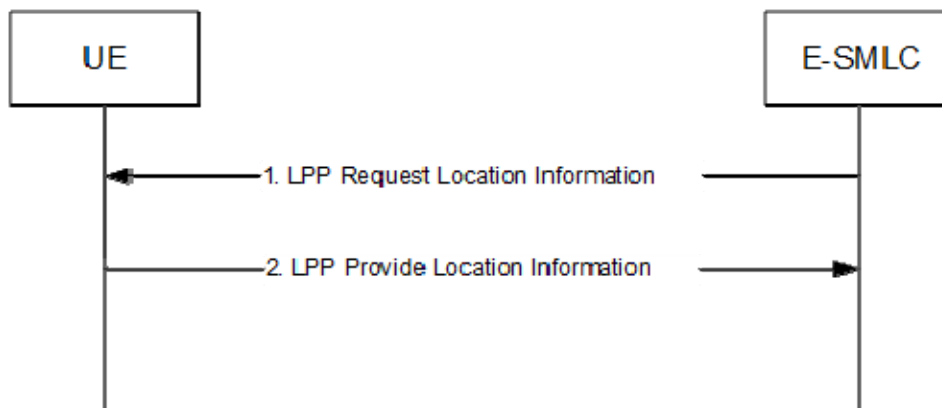 UE
E-SMLC
1. LPP Request Location Information
2. LPP Provide Location Information